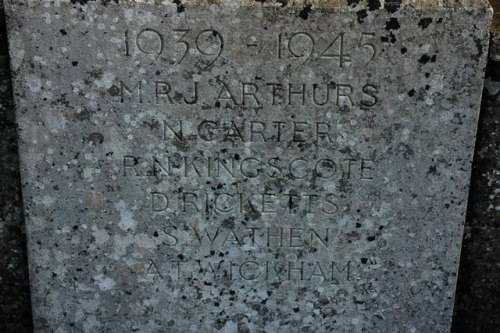 1939 - 1945
M.R.J. ARTHURS
N. CARTER
R.N. KINGSCOTE
D. RICKETTS
S. WATHEN
A.T. WICKHAM